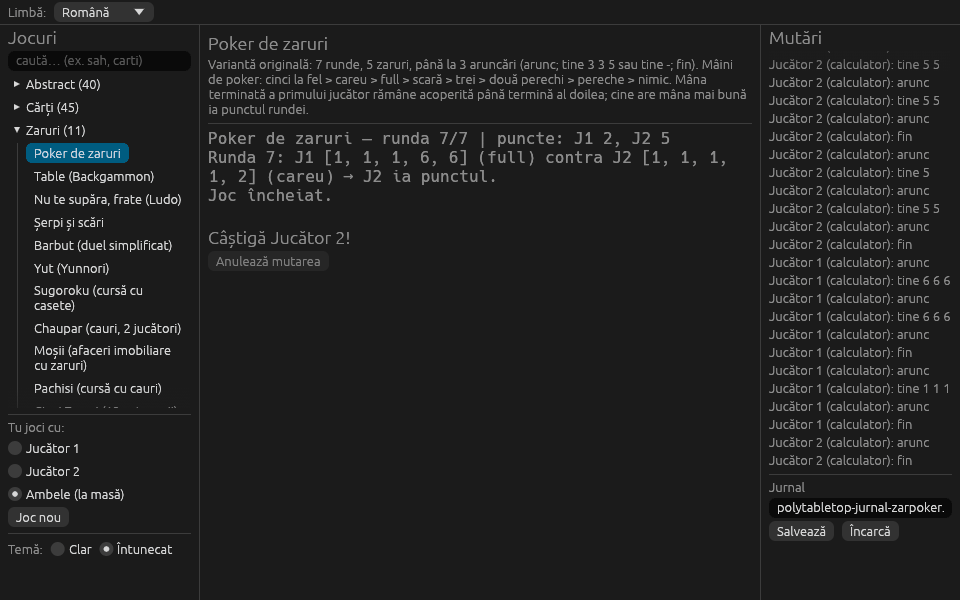 Limbă: Română
Jocuri
caută... (ex. sah, carti)
Abstract (40)
Cărți (45)
Zaruri (11)
Poker de zaruri
Table (Backgammon)
Nu te supăra, frate (Ludo)
Șerpi și scări
Barbut (duel simplificat)
Yut (Yunnori)
Sugoroku (cursă cu
casete)
Chaupar (cauri, 2 jucători)
Moșii (afaceri imobiliare
cu zaruri)
Pachisi (cursă cu cauri)
Tu joci cu:
Jucător 1
Jucător 2
Ambele (la masă)
Joc nou
Temă: Clar Întunecat
Poker de zaruri
Variantă originală: 7 runde, 5 zaruri, până la 3 aruncări (arunc; tine 3 3 5 sau tine -; fin). Mâini
de poker: cinci la fel > careu > full > scară > trei > două perechi > pereche > nimic. Mâna
terminată a primului jucător rămâne acoperită până termină al doilea; cine are mâna mai bună
ia punctul rundei.
Poker de zaruri — runda 7/7 | puncte: J1 2, J2 5
Runda 7: J1 [1, 1, 1, 6, 6] (full) contra J2 [1, 1, 1,
1, 2] (careu) → J2 ia punctul.
Joc încheiat.
Câștigă Jucător 2!
Anulează mutarea
Mutări
Jucător 2 (calculator): tine 5 5
Jucător 2 (calculator): arunc
Jucător 2 (calculator): tine 5 5
Jucător 2 (calculator): arunc
Jucător 2 (calculator): fin
Jucător 2 (calculator): arunc
Jucător 2 (calculator): tine 5
Jucător 2 (calculator): arunc
Jucător 2 (calculator): tine 5 5
Jucător 2 (calculator): arunc
Jucător 2 (calculator): fin
Jucător 1 (calculator): arunc
Jucător 1 (calculator): tine 6 6 6
Jucător 1 (calculator): arunc
Jucător 1 (calculator): tine 6 6 6
Jucător 1 (calculator): arunc
Jucător 1 (calculator): fin
Jucător 1 (calculator): arunc
Jucător 1 (calculator): tine 1 1 1
Jucător 1 (calculator): arunc
Jucător 1 (calculator): fin
Jucător 2 (calculator): arunc
Jucător 2 (calculator): fin
Jurnal
polytabletop-jurnal-zarpoker.
Salvează Încarcă